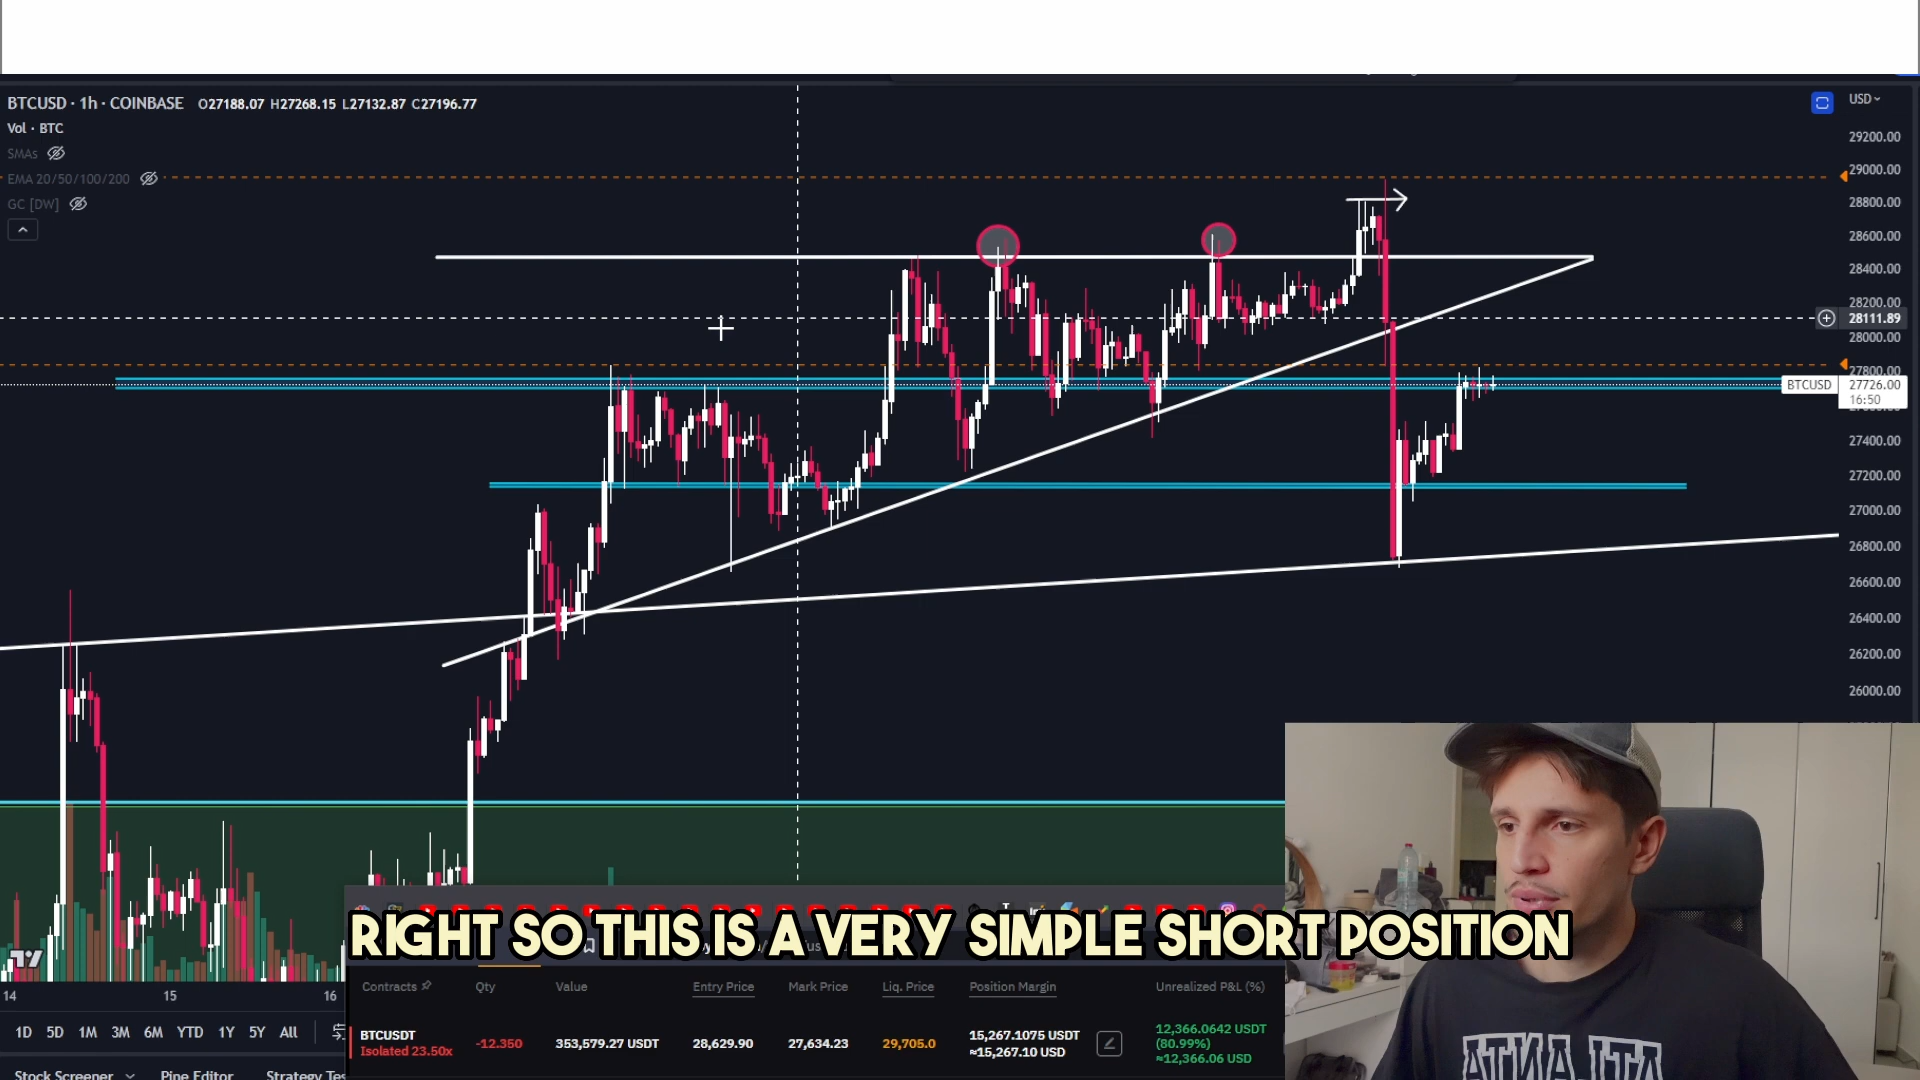 BTCUSD · 1h · COINBASE O27188.07 H27268.15 L27132.87 C27196.77
Vol · BTC
SMAs
EMA 20/50/100/200
GC [DW]
USD
29200.00
29000.00
28800.00
28600.00
28400.00
28200.00
28111.89
28000.00
27800.00
BTCUSD 27726.00
16:50
27400.00
27200.00
27000.00
26800.00
26600.00
26400.00
26200.00
26000.00
RIGHT SO THIS IS A VERY SIMPLE SHORT POSITION
14 15 16
Contracts Qty Value Entry Price Mark Price Liq. Price Position Margin Unrealized P&L (%)
BTCUSDT -12.350 353,579.27 USDT 28,629.90 27,634.23 29,705.0 15,267.1075 USDT 12,366.0642 USDT
Isolated 23.50x ≈15,267.10 USD (80.99%)
≈12,366.06 USD
1D 5D 1M 3M 6M YTD 1Y 5Y All
Stock Screener Pine Editor Strategy Tes
ATLANTA